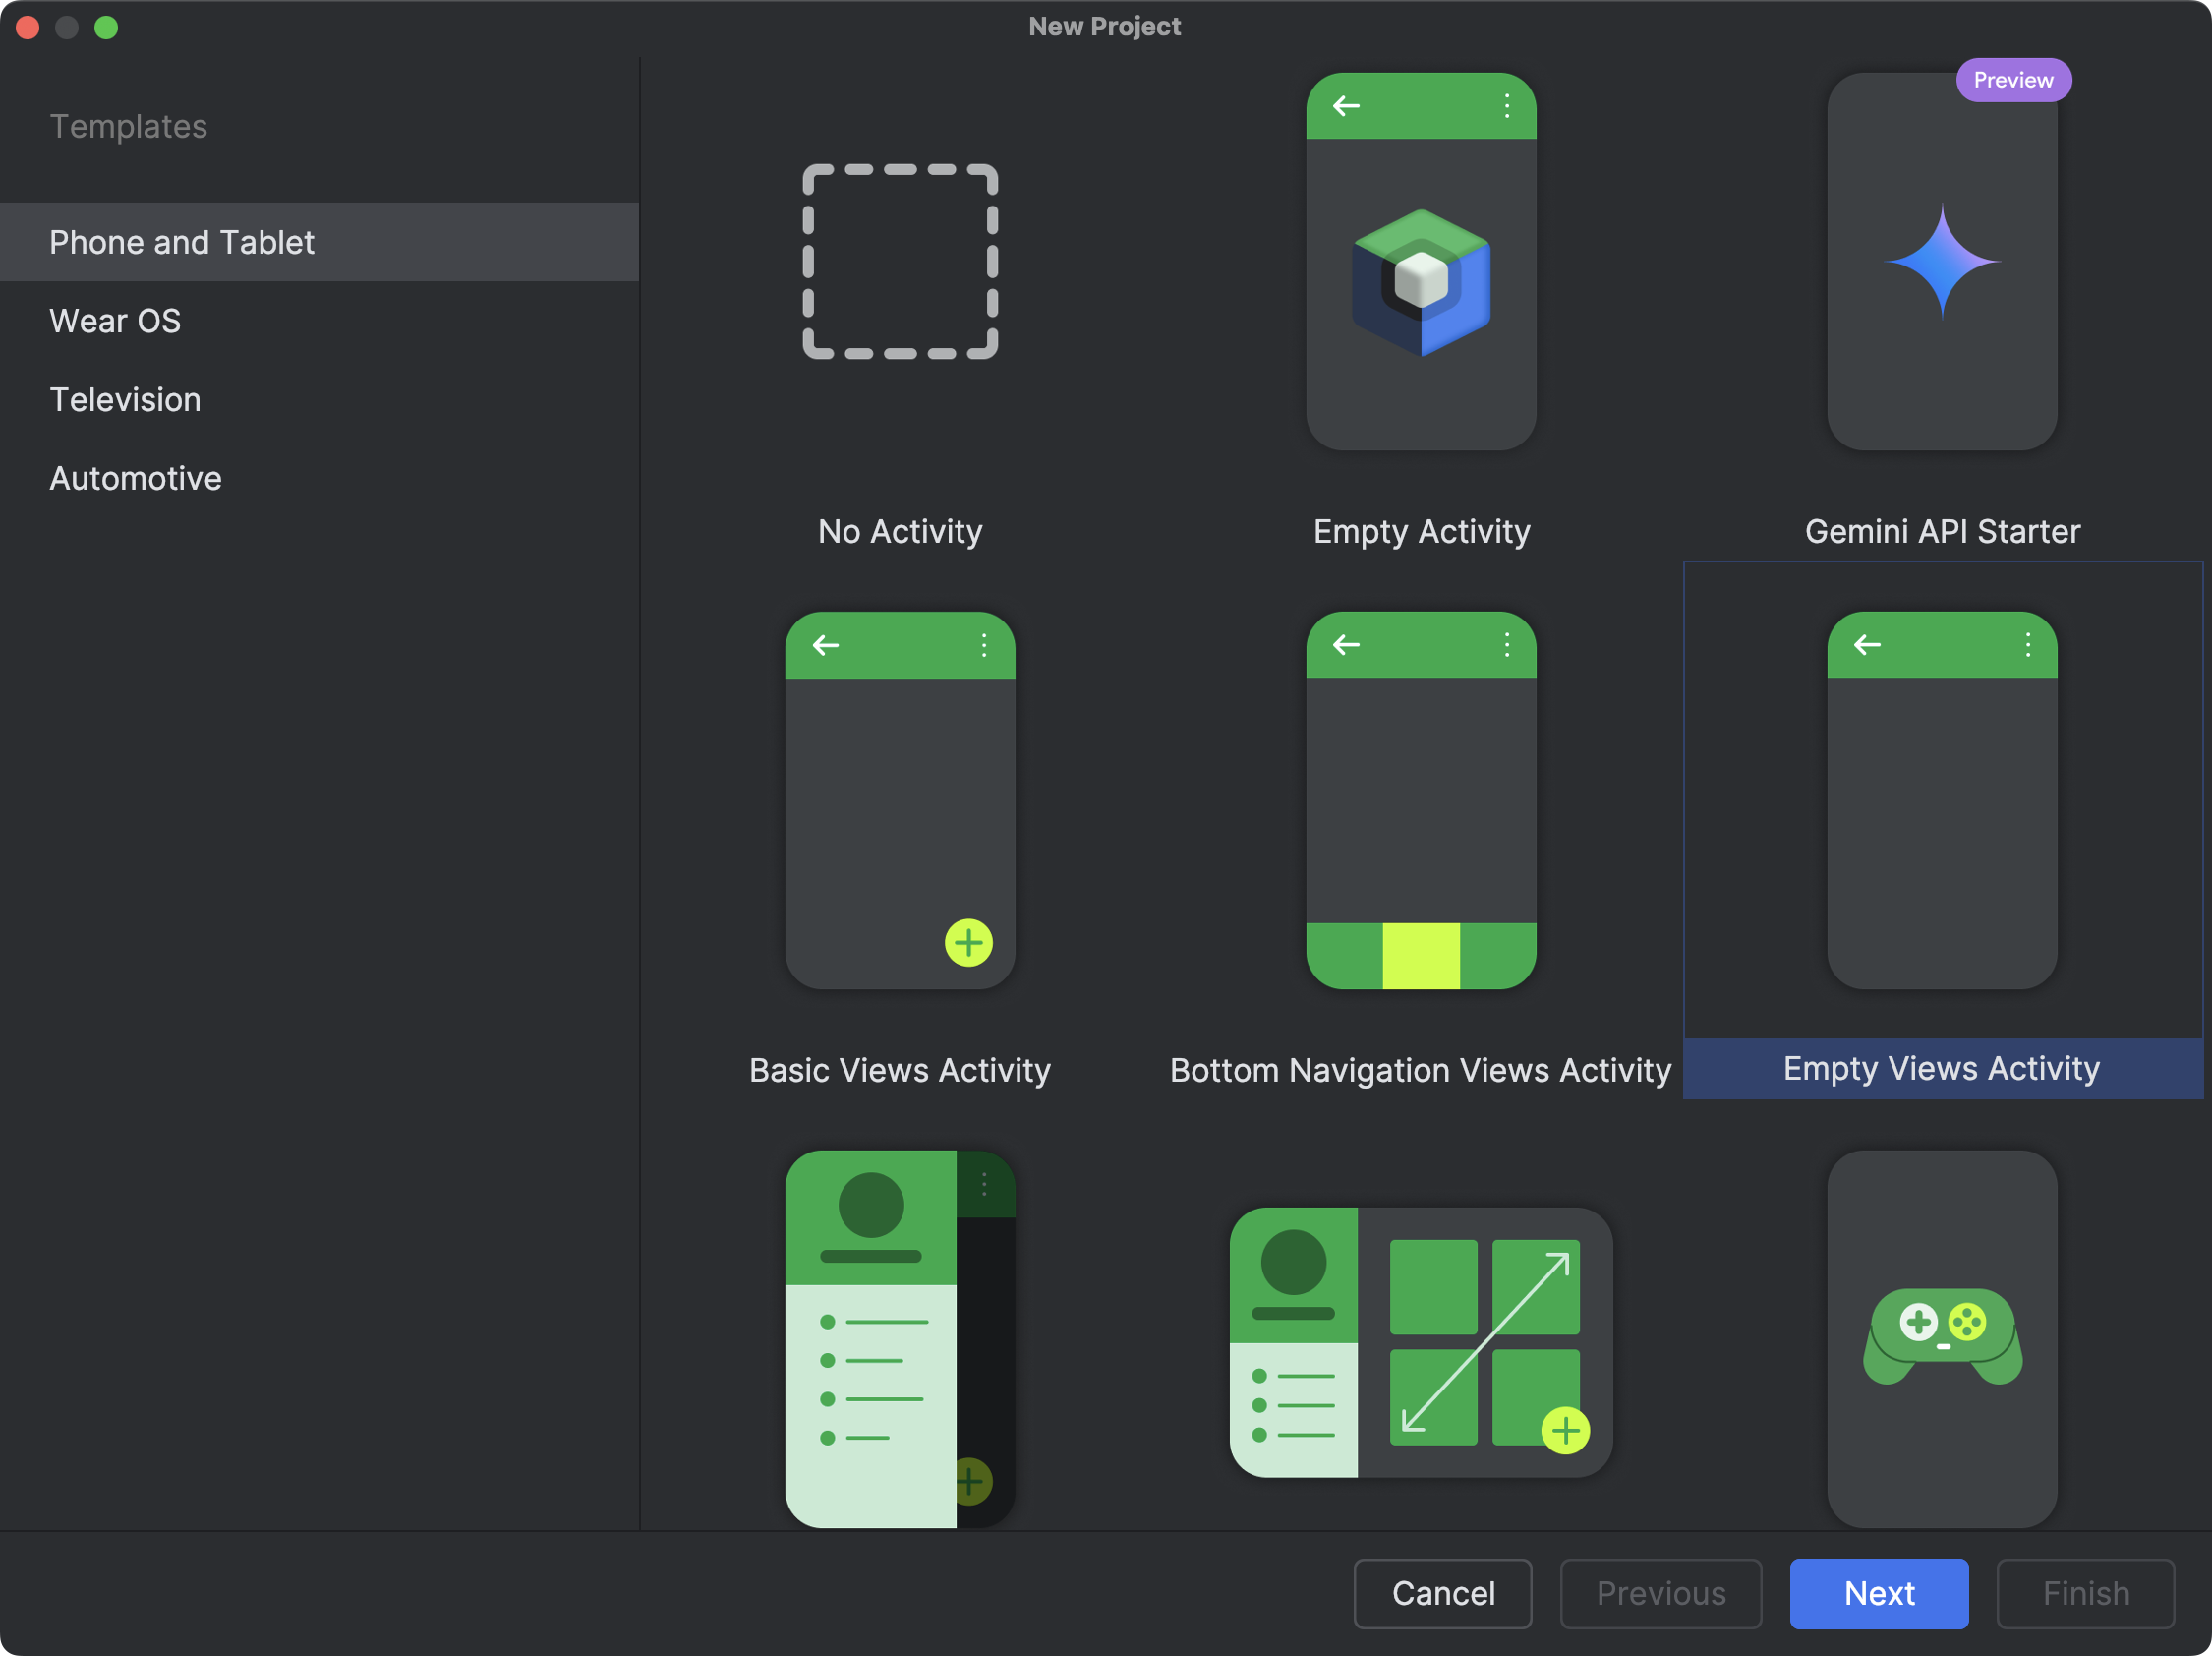 New Project
Templates
Phone and Tablet
Wear OS
Television
Automotive
Preview
No Activity
Empty Activity
Gemini API Starter
Basic Views Activity
Bottom Navigation Views Activity
Empty Views Activity
Cancel
Previous
Next
Finish